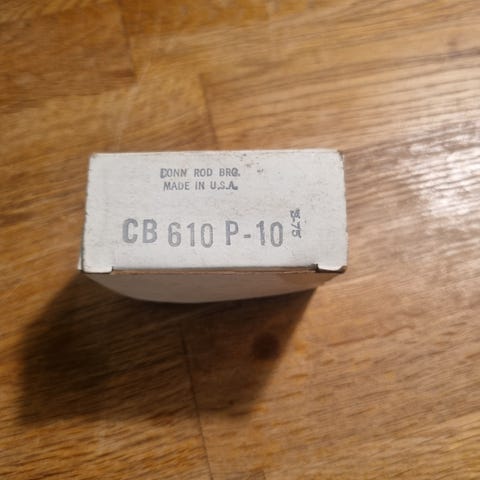 CONN ROD BRG.
MADE IN U.S.A.
CB 610 P-10